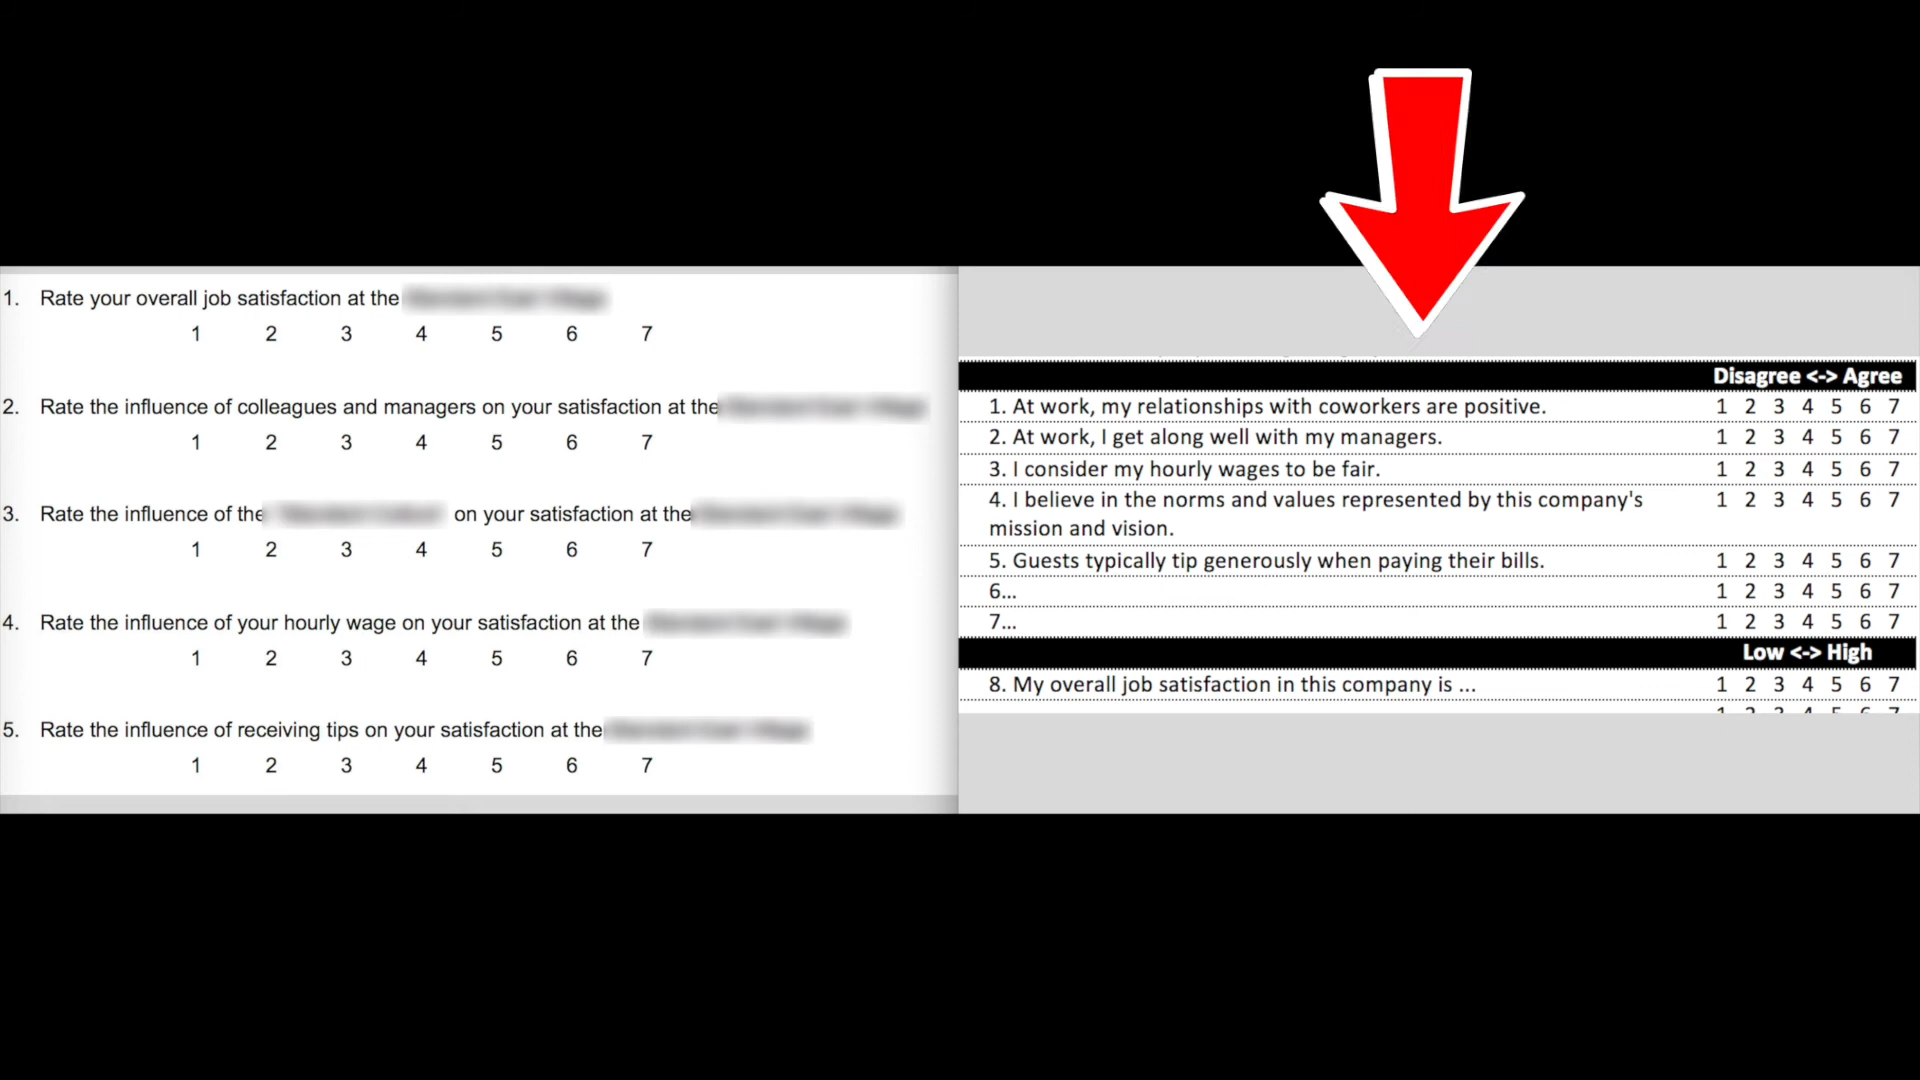 1. Rate your overall job satisfaction at the
1 2 3 4 5 6 7
2. Rate the influence of colleagues and managers on your satisfaction at the
1 2 3 4 5 6 7
3. Rate the influence of the on your satisfaction at the
1 2 3 4 5 6 7
4. Rate the influence of your hourly wage on your satisfaction at the
1 2 3 4 5 6 7
5. Rate the influence of receiving tips on your satisfaction at the
1 2 3 4 5 6 7
Disagree <-> Agree
1. At work, my relationships with coworkers are positive. 1 2 3 4 5 6 7
2. At work, I get along well with my managers. 1 2 3 4 5 6 7
3. I consider my hourly wages to be fair. 1 2 3 4 5 6 7
4. I believe in the norms and values represented by this company's 1 2 3 4 5 6 7
mission and vision.
5. Guests typically tip generously when paying their bills. 1 2 3 4 5 6 7
6... 1 2 3 4 5 6 7
7... 1 2 3 4 5 6 7
Low <-> High
8. My overall job satisfaction in this company is ... 1 2 3 4 5 6 7